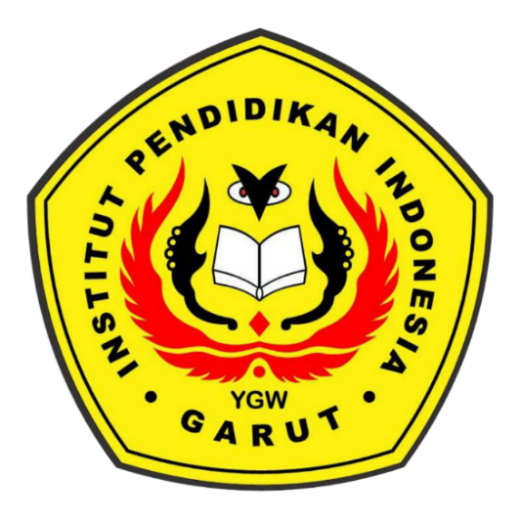 INSTITUT PENDIDIKAN INDONESIA
YGW
• GARUT •